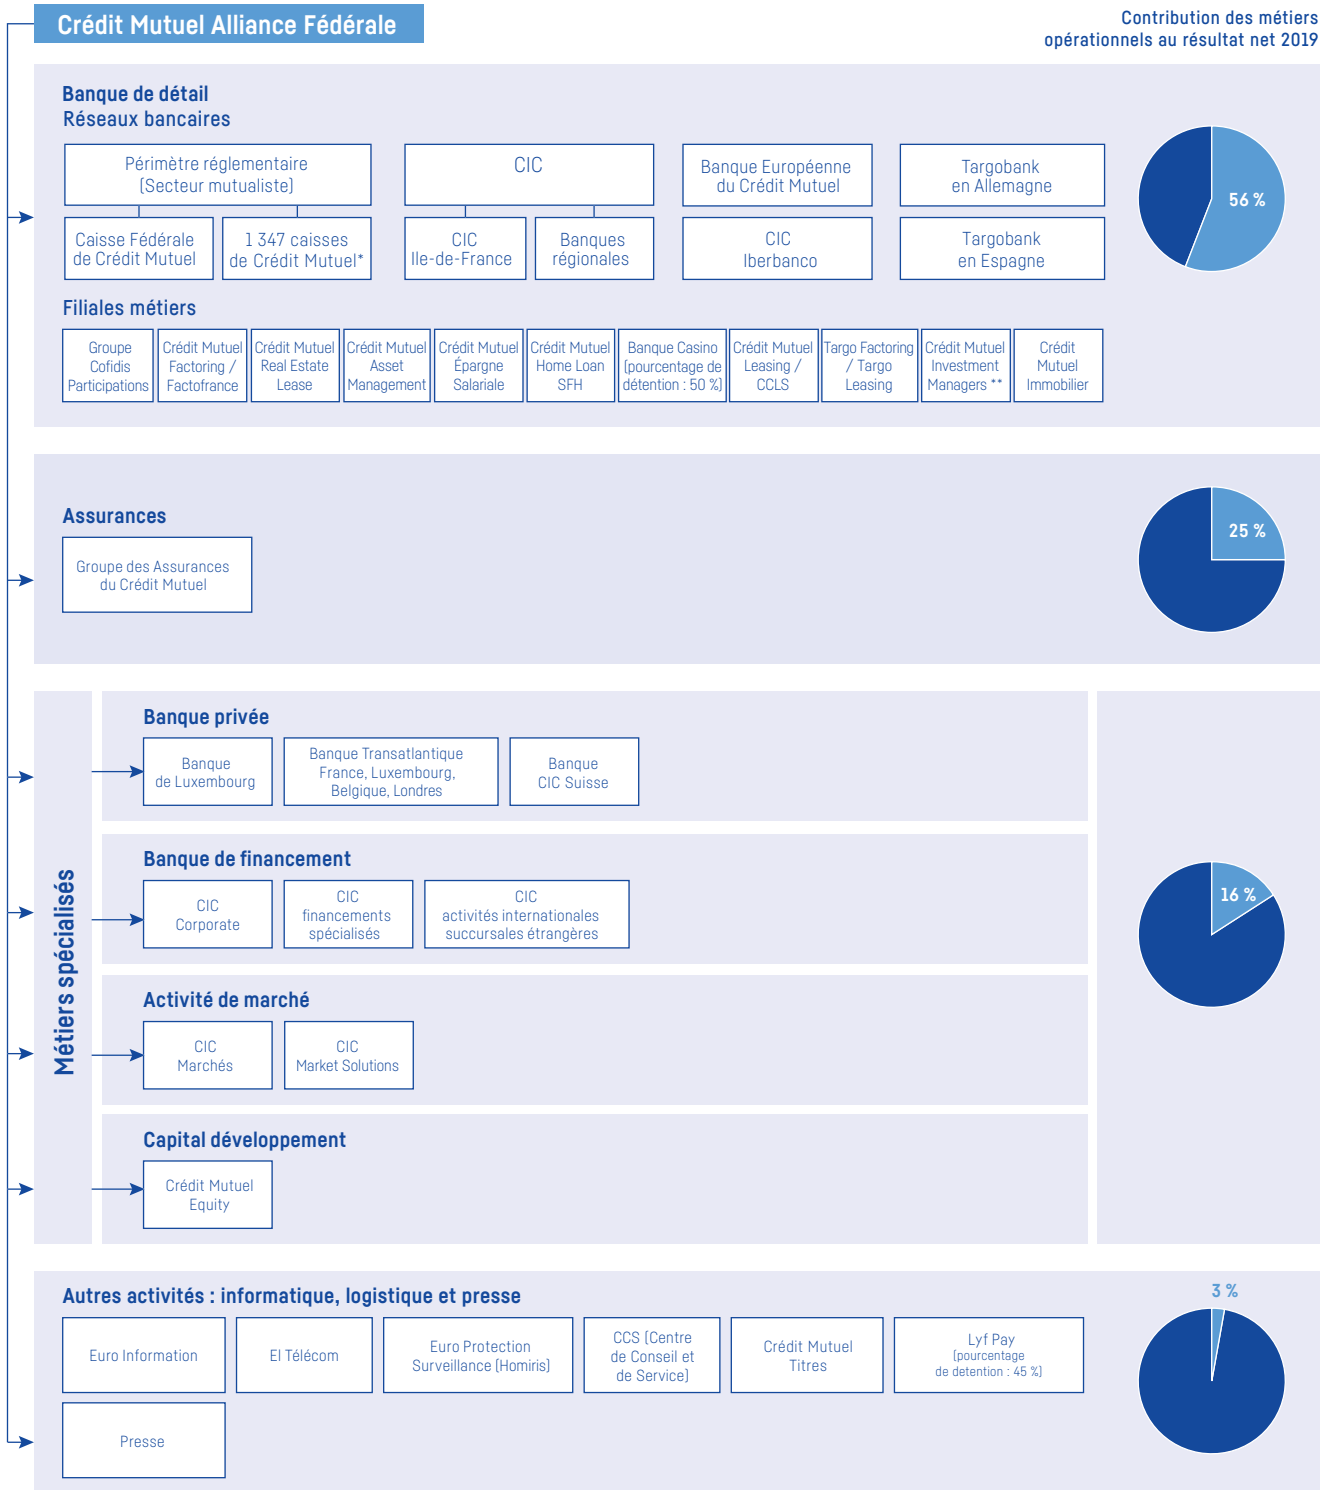 Crédit Mutuel Alliance Fédérale
Contribution des métiers
opérationnels au résultat net 2019
Banque de détail
Réseaux bancaires
Périmètre réglementaire
(Secteur mutualiste)
Caisse Fédérale
de Crédit Mutuel
1 347 caisses
de Crédit Mutuel*
CIC
CIC
Ile-de-France
Banques
régionales
Banque Européenne
du Crédit Mutuel
CIC
Iberbanco
Targobank
en Allemagne
Targobank
en Espagne
56 %
Filiales métiers
Groupe
Cofidis
Participations
Crédit Mutuel
Factoring /
Factofrance
Crédit Mutuel
Real Estate
Lease
Crédit Mutuel
Asset
Management
Crédit Mutuel
Épargne
Salariale
Crédit Mutuel
Home Loan
SFH
Banque Casino
(pourcentage de
détention : 50 %)
Crédit Mutuel
Leasing /
CCLS
Targo Factoring
/ Targo
Leasing
Crédit Mutuel
Investment
Managers **
Crédit
Mutuel
Immobilier
Assurances
Groupe des Assurances
du Crédit Mutuel
25 %
Métiers spécialisés
Banque privée
Banque
de Luxembourg
Banque Transatlantique
France, Luxembourg,
Belgique, Londres
Banque
CIC Suisse
Banque de financement
CIC
Corporate
CIC
financements
spécialisés
CIC
activités internationales
succursales étrangères
16 %
Activité de marché
CIC
Marchés
CIC
Market Solutions
Capital développement
Crédit Mutuel
Equity
Autres activités : informatique, logistique et presse
Euro Information
EI Télécom
Euro Protection
Surveillance (Homiris)
CCS (Centre
de Conseil et
de Service)
Crédit Mutuel
Titres
Lyf Pay
(pourcentage
de detention : 45 %)
Presse
3 %